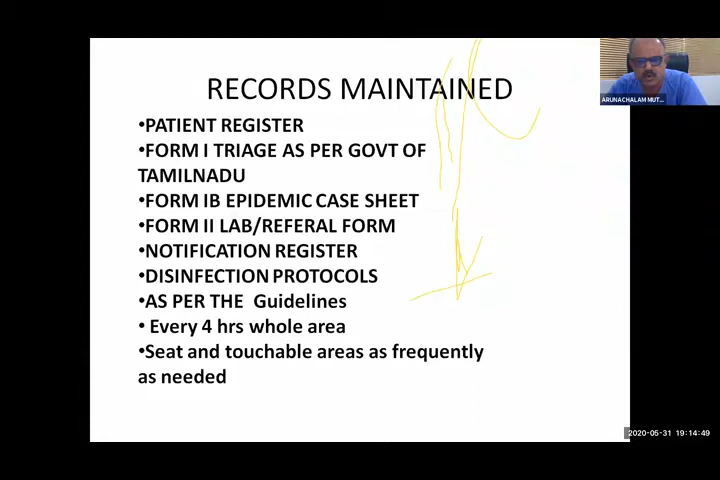 RECORDS MAINTAINED
ARUNACHALAM MUT...
•PATIENT REGISTER
•FORM I TRIAGE AS PER GOVT OF
TAMILNADU
•FORM IB EPIDEMIC CASE SHEET
•FORM II LAB/REFERAL FORM
•NOTIFICATION REGISTER
•DISINFECTION PROTOCOLS
•AS PER THE  Guidelines
• Every 4 hrs whole area
•Seat and touchable areas as frequently
as needed
2020-05-31 19:14:49